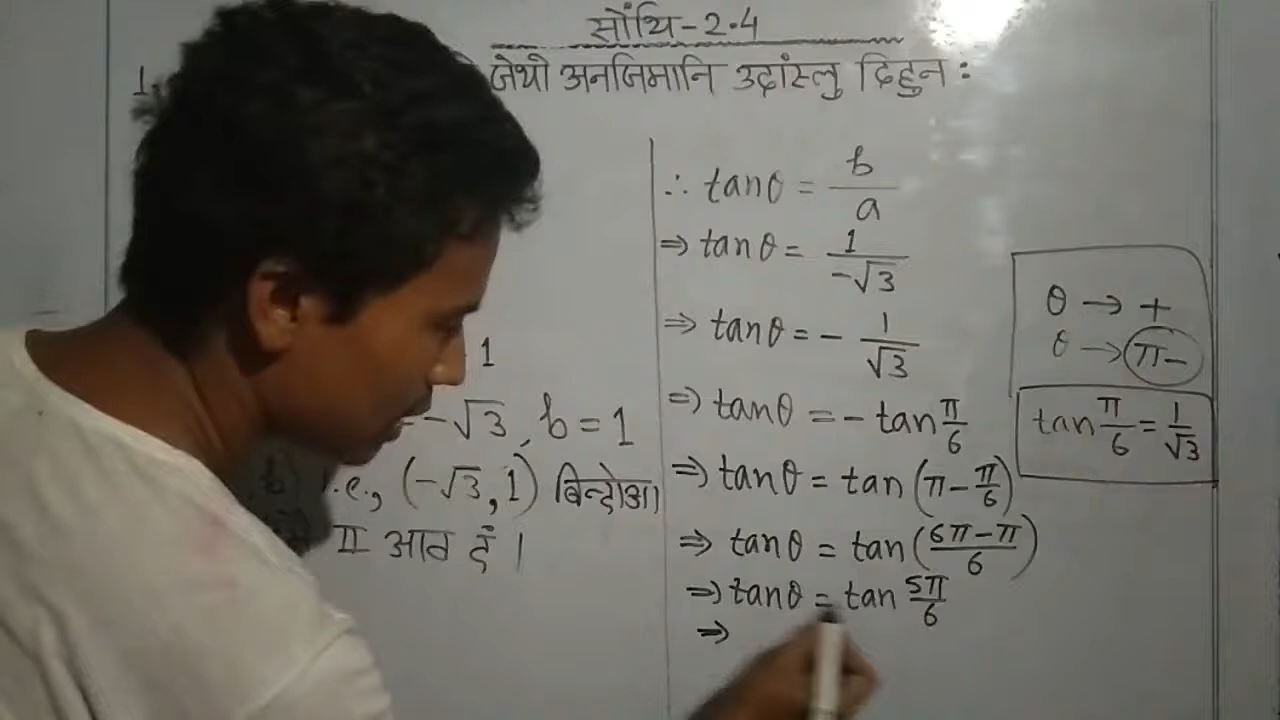 सोंथि-2.4
1.
जेथो अनजिमानि उदांस्लु दिहुन :
1
-√3, b = 1
i.e., (-√3, 1) बिन्दोआ
II आव दं ।
∴ tanθ = b/a
⇒ tanθ = 1/-√3
⇒ tanθ = - 1/√3
⇒ tanθ = - tan π/6
⇒ tanθ = tan (π - π/6)
⇒ tanθ = tan (6π-π/6)
⇒ tanθ = tan 5π/6
⇒
θ → +
θ → π-
tan π/6 = 1/√3